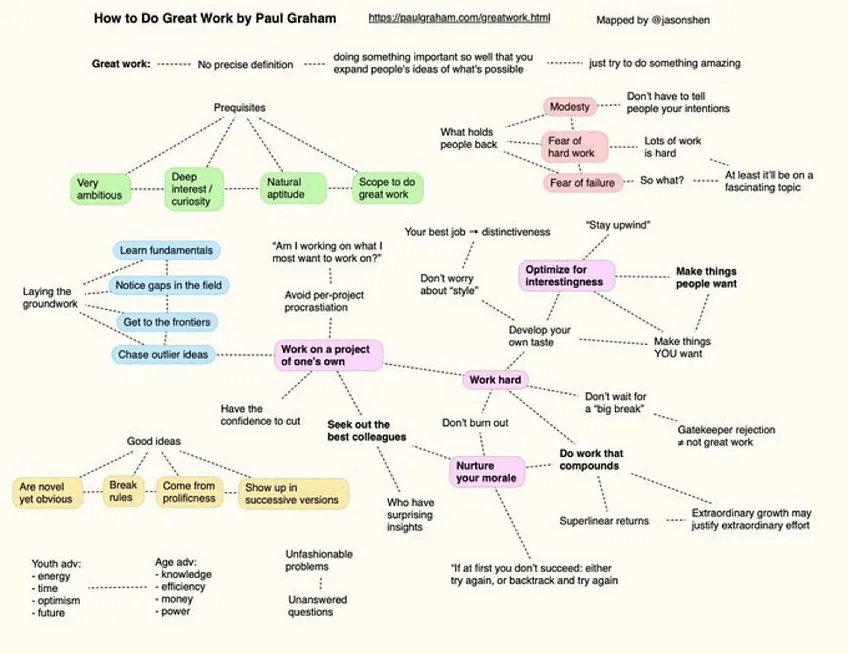 How to Do Great Work by Paul Graham
https://paulgraham.com/greatwork.html
Mapped by @jasonshen
Great work:
No precise definition
doing something important so well that you
expand people's ideas of what's possible
just try to do something amazing
Prequisites
Very
ambitious
Deep
interest /
curiosity
Natural
aptitude
Scope to do
great work
What holds
people back
Modesty
Don't have to tell
people your intentions
Fear of
hard work
Lots of work
is hard
Fear of failure
So what?
At least it'll be on a
fascinating topic
Laying the
groundwork
Learn fundamentals
Notice gaps in the field
Get to the frontiers
Chase outlier ideas
"Am I working on what I
most want to work on?"
Avoid per-project
procrastiation
Work on a project
of one's own
Have the
confidence to cut
Seek out the
best colleagues
Who have
surprising
insights
Your best job → distinctiveness
Don't worry
about "style"
"Stay upwind"
Optimize for
interestingness
Make things
people want
Develop your
own taste
Make things
YOU want
Work hard
Don't wait for
a "big break"
Gatekeeper rejection
≠ not great work
Don't burn out
Nurture
your morale
Do work that
compounds
Superlinear returns
Extraordinary growth may
justify extraordinary effort
"If at first you don't succeed: either
try again, or backtrack and try again
Good ideas
Are novel
yet obvious
Break
rules
Come from
prolificness
Show up in
successive versions
Youth adv:
- energy
- time
- optimism
- future
Age adv:
- knowledge
- efficiency
- money
- power
Unfashionable
problems
Unanswered
questions